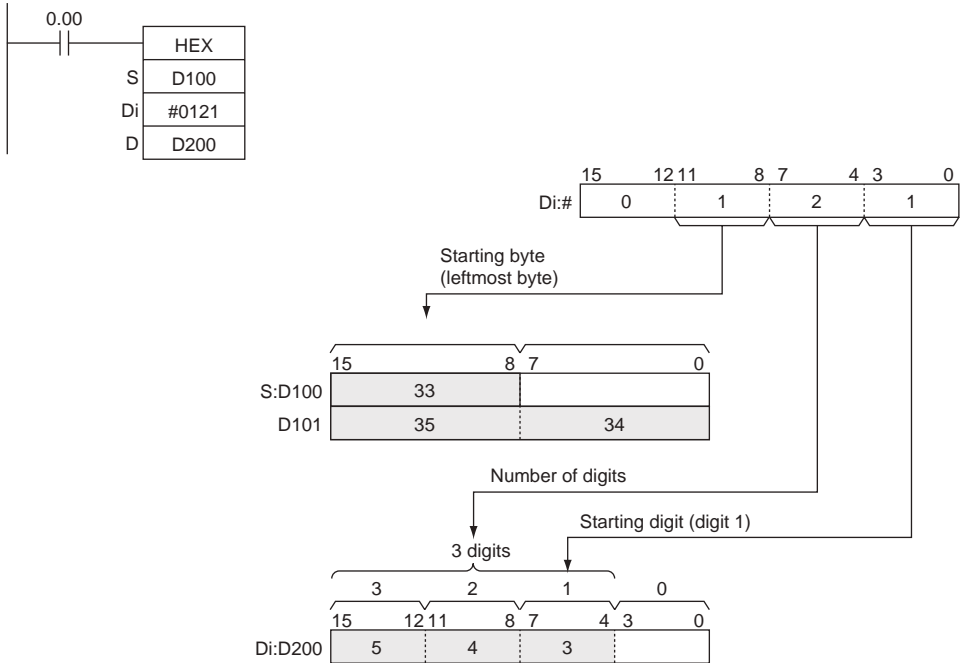 0.00
HEX
S D100
Di #0121
D D200
15 12 11 8 7 4 3 0
Di:# 0 1 2 1
Starting byte
(leftmost byte)
15 8 7 0
S:D100 33
D101 35 34
Number of digits
Starting digit (digit 1)
3 digits
3 2 1 0
15 12 11 8 7 4 3 0
Di:D200 5 4 3